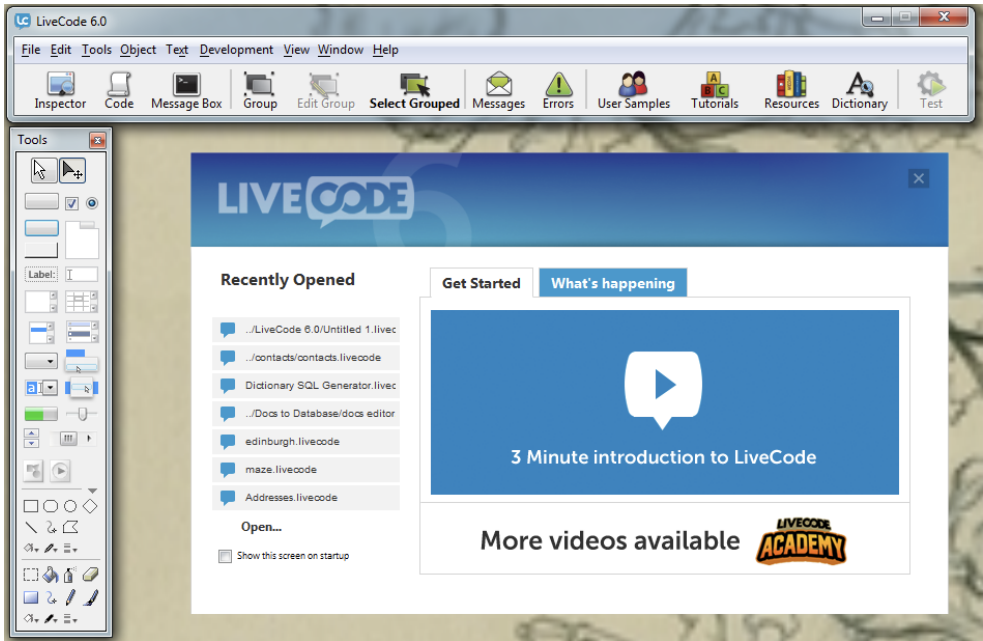 LiveCode 6.0
File Edit Tools Object Text Development View Window Help
Inspector Code Message Box Group Edit Group Select Grouped Messages Errors User Samples Tutorials Resources Dictionary Test
Tools
Label:
LIVECODE
6
Recently Opened
../LiveCode 6.0/Untitled 1.livec
../contacts/contacts.livecode
Dictionary SQL Generator.livec
../Docs to Database/docs editor
edinburgh.livecode
maze.livecode
Addresses.livecode
Open...
Show this screen on startup
Get Started What's happening
3 Minute introduction to LiveCode
More videos available
LIVECODE
ACADEMY